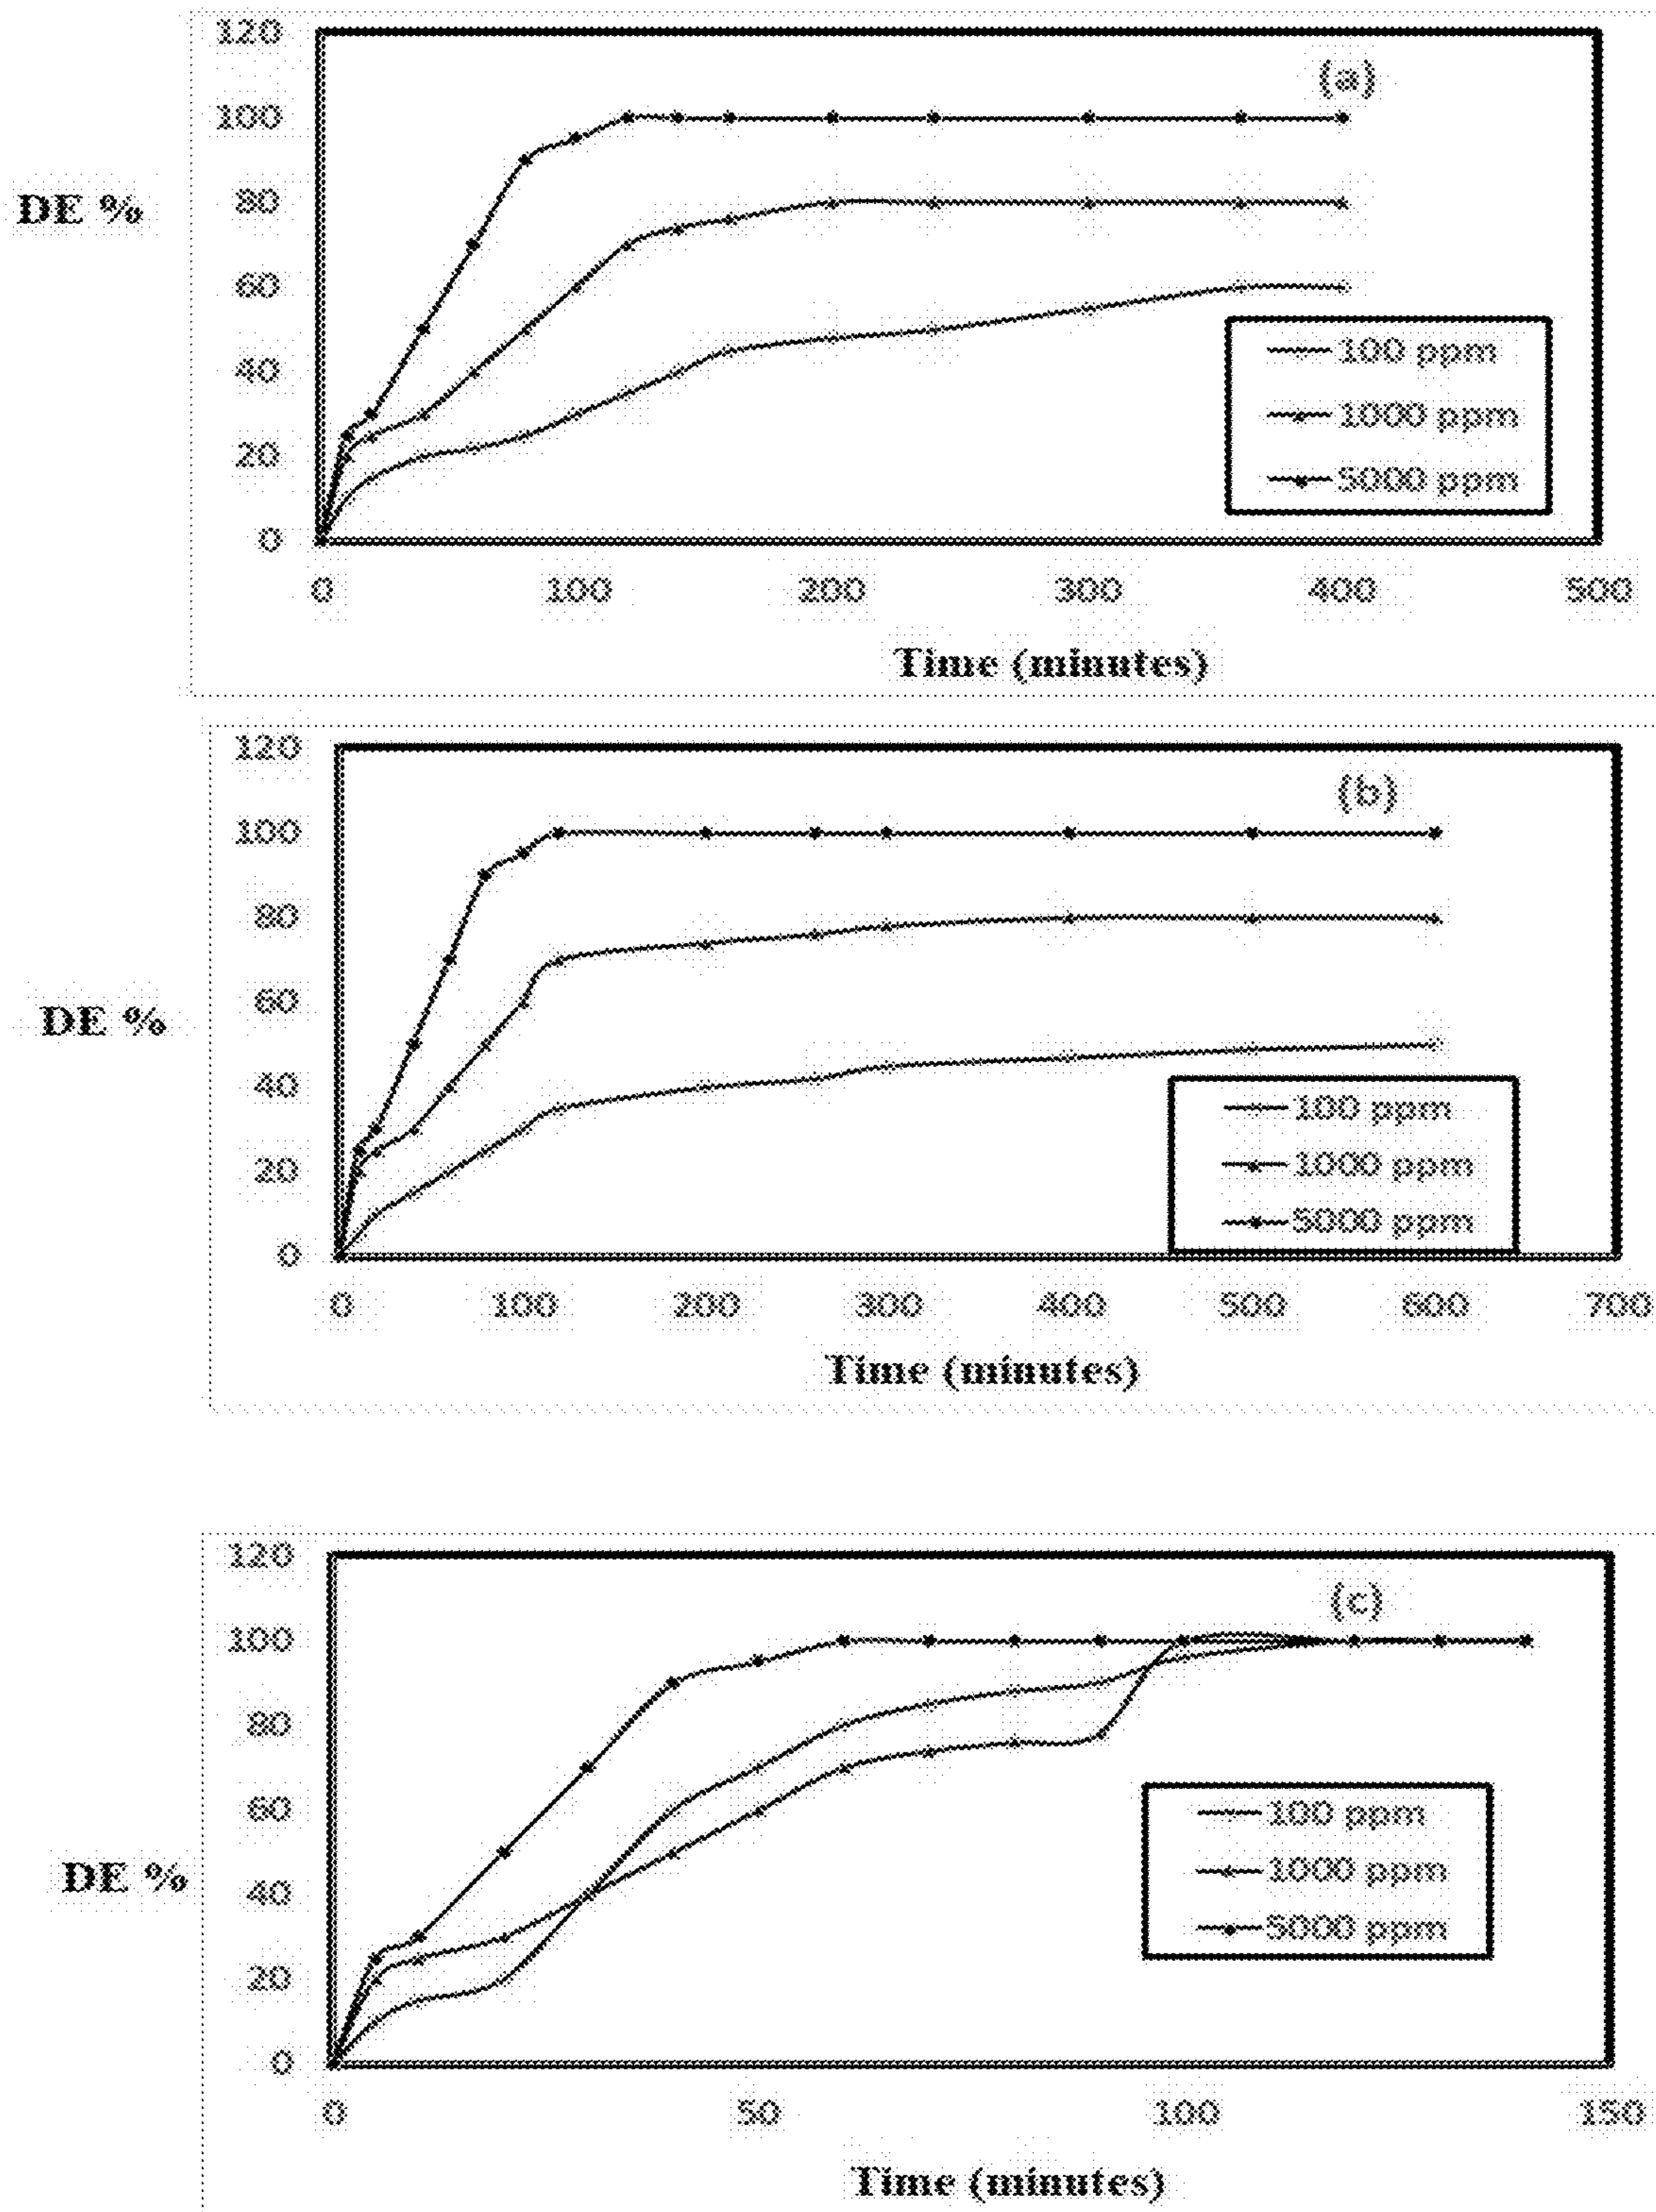 120
(a)
100
DE %
80
60
100 ppm
40
1000 ppm
20
5000 ppm
0
0 100 200 300 400 500
Time (minutes)
120
(b)
100
80
60
DE %
40
100 ppm
20
1000 ppm
5000 ppm
0
0 100 200 300 400 500 600 700
Time (minutes)
120
(c)
100
80
60
100 ppm
DE %
40
1000 ppm
5000 ppm
20
0
0 50 100 150
Time (minutes)